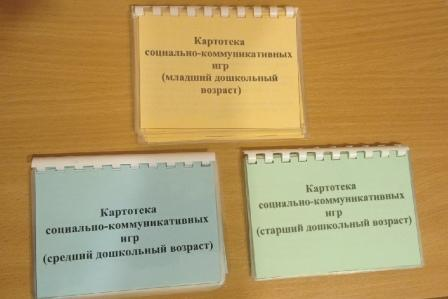 Картотека
социально-коммуникативных
игр
(младший дошкольный
возраст)
Картотека
социально-коммуникативных
игр
(средний дошкольный возраст)
Картотека
социально-коммуникативных
игр
(старший дошкольный возраст)